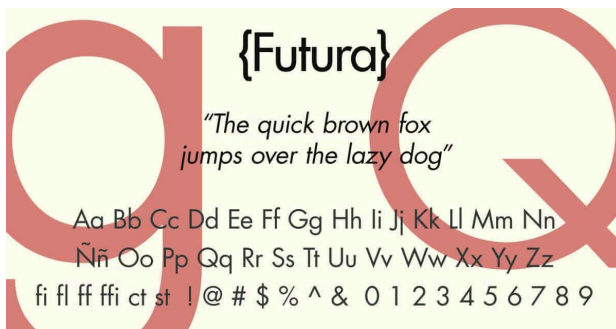 g Q
{Futura}
“The quick brown fox
jumps over the lazy dog”
Aa Bb Cc Dd Ee Ff Gg Hh Ii Jj Kk Ll Mm Nn
Ññ Oo Pp Qq Rr Ss Tt Uu Vv Ww Xx Yy Zz
fi fl ff ffi ct st ! @ # $ % ^ & 0 1 2 3 4 5 6 7 8 9